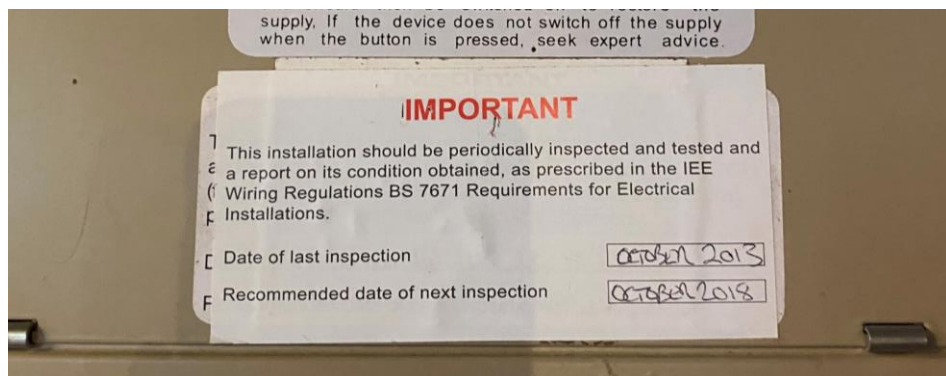 supply. If the device does not switch off the supply
when the button is pressed, seek expert advice.
IMPORTANT
This installation should be periodically inspected and tested and
a report on its condition obtained, as prescribed in the IEE
Wiring Regulations BS 7671 Requirements for Electrical
Installations.
Date of last inspection OCTOBER 2013
Recommended date of next inspection OCTOBER 2018